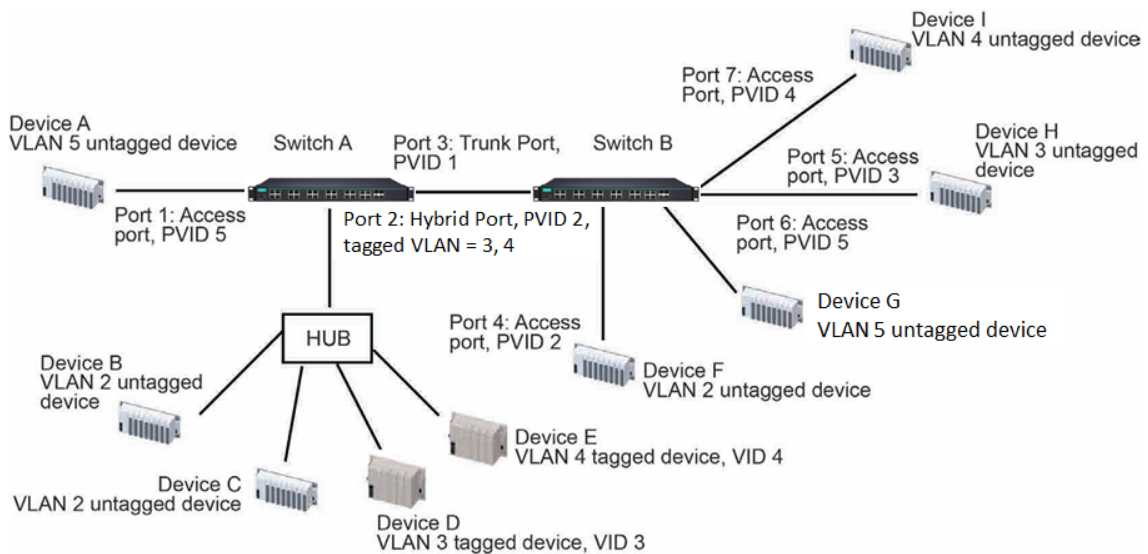 Device I
VLAN 4 untagged device
Port 7: Access
Port, PVID 4
Device A
VLAN 5 untagged device
Switch A
Port 3: Trunk Port,
PVID 1
Switch B
Device H
VLAN 3 untagged
device
Port 5: Access
port, PVID 3
Port 1: Access
port, PVID 5
Port 2: Hybrid Port, PVID 2,
tagged VLAN = 3, 4
Port 6: Access
port, PVID 5
Device G
VLAN 5 untagged device
HUB
Port 4: Access
port, PVID 2
Device B
VLAN 2 untagged
device
Device F
VLAN 2 untagged device
Device E
VLAN 4 tagged device, VID 4
Device C
VLAN 2 untagged device
Device D
VLAN 3 tagged device, VID 3